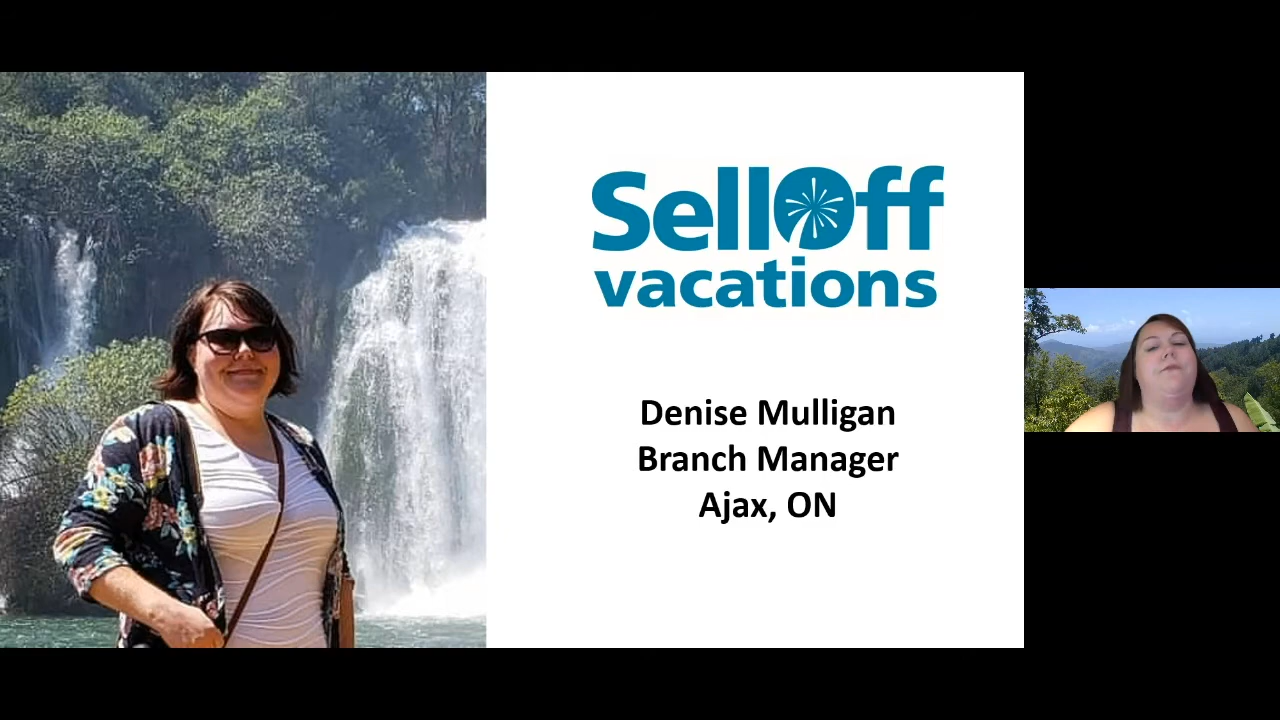 SellOff
vacations
Denise Mulligan
Branch Manager
Ajax, ON